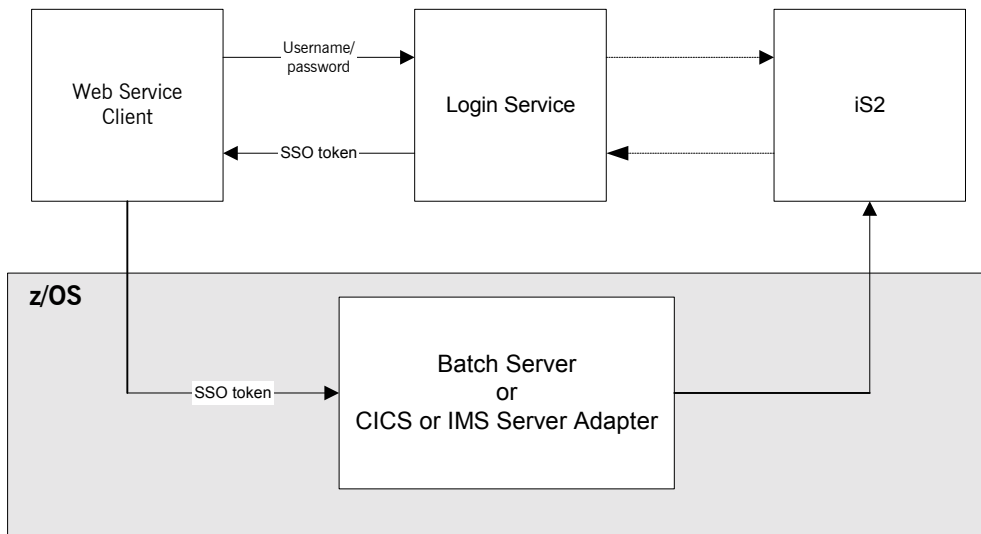 Username/
password
Web Service
Client
Login Service
iS2
SSO token
z/OS
Batch Server
or
CICS or IMS Server Adapter
SSO token